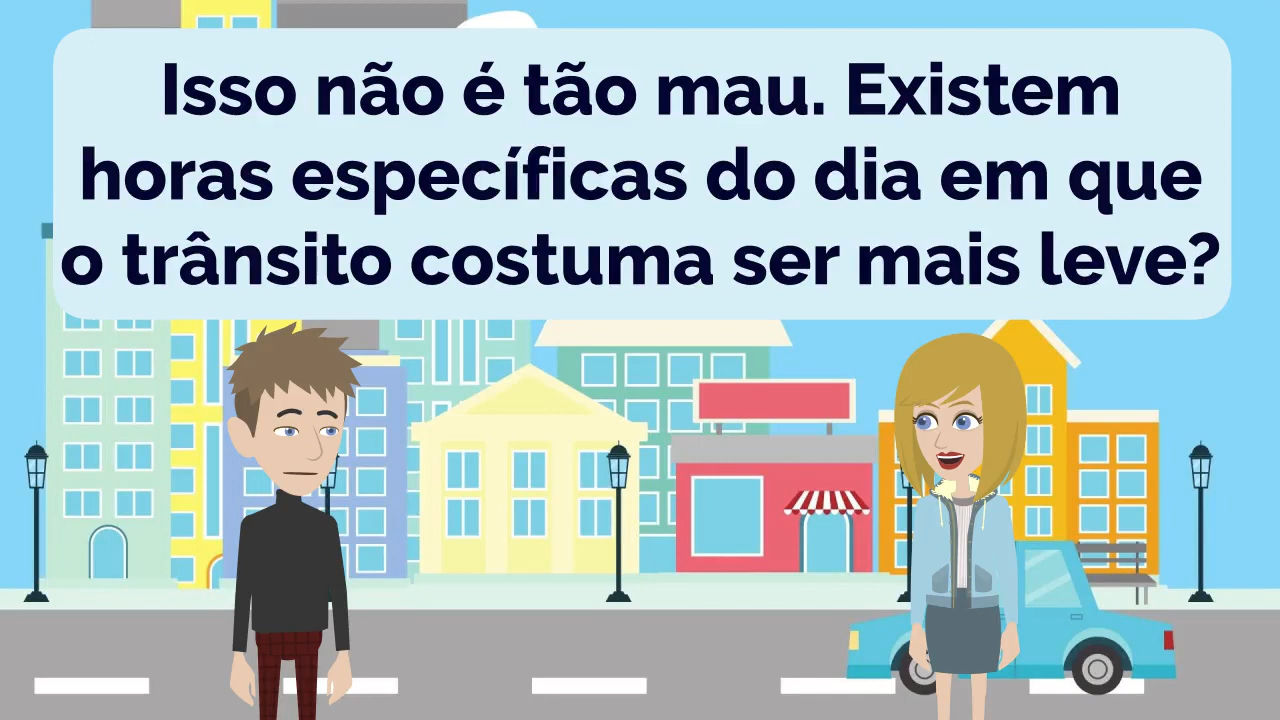 Isso não é tão mau. Existem
horas específicas do dia em que
o trânsito costuma ser mais leve?